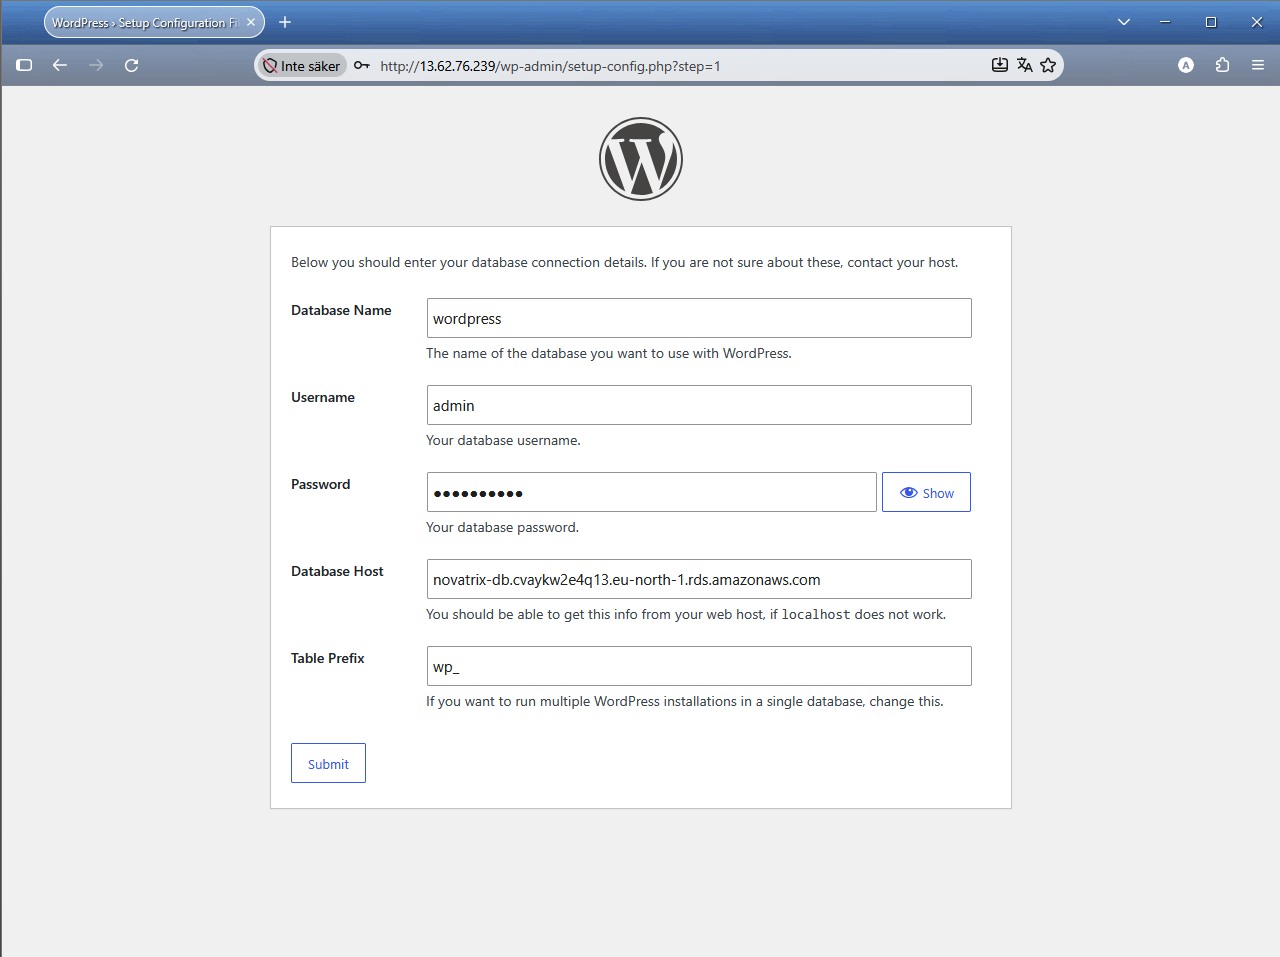 WordPress › Setup Configuration Fi
Inte säker
http://13.62.76.239/wp-admin/setup-config.php?step=1
A
W
Below you should enter your database connection details. If you are not sure about these, contact your host.
Database Name
wordpress
The name of the database you want to use with WordPress.
Username
admin
Your database username.
Password
●●●●●●●●●●
Show
Your database password.
Database Host
novatrix-db.cvaykw2e4q13.eu-north-1.rds.amazonaws.com
You should be able to get this info from your web host, if localhost does not work.
Table Prefix
wp_
If you want to run multiple WordPress installations in a single database, change this.
Submit